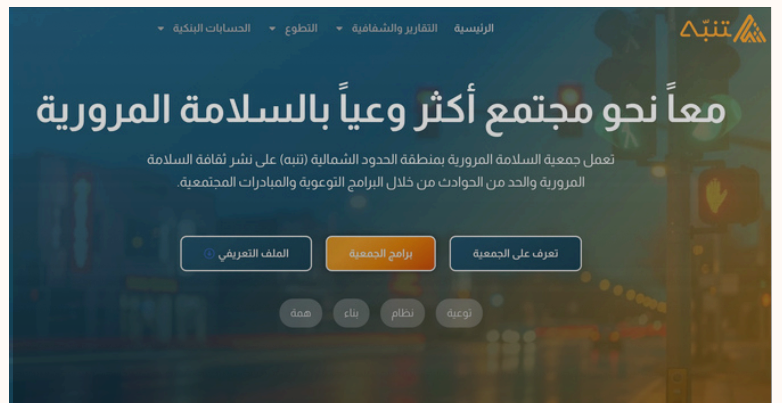 تنبّه
الرئيسية التقارير والشفافية التطوع الحسابات البنكية
معاً نحو مجتمع أكثر وعياً بالسلامة المرورية
تعمل جمعية السلامة المرورية بمنطقة الحدود الشمالية (تنبه) على نشر ثقافة السلامة
المرورية والحد من الحوادث من خلال البرامج التوعوية والمبادرات المجتمعية.
تعرف على الجمعية برامج الجمعية الملف التعريفي
توعية نظام بناء همة